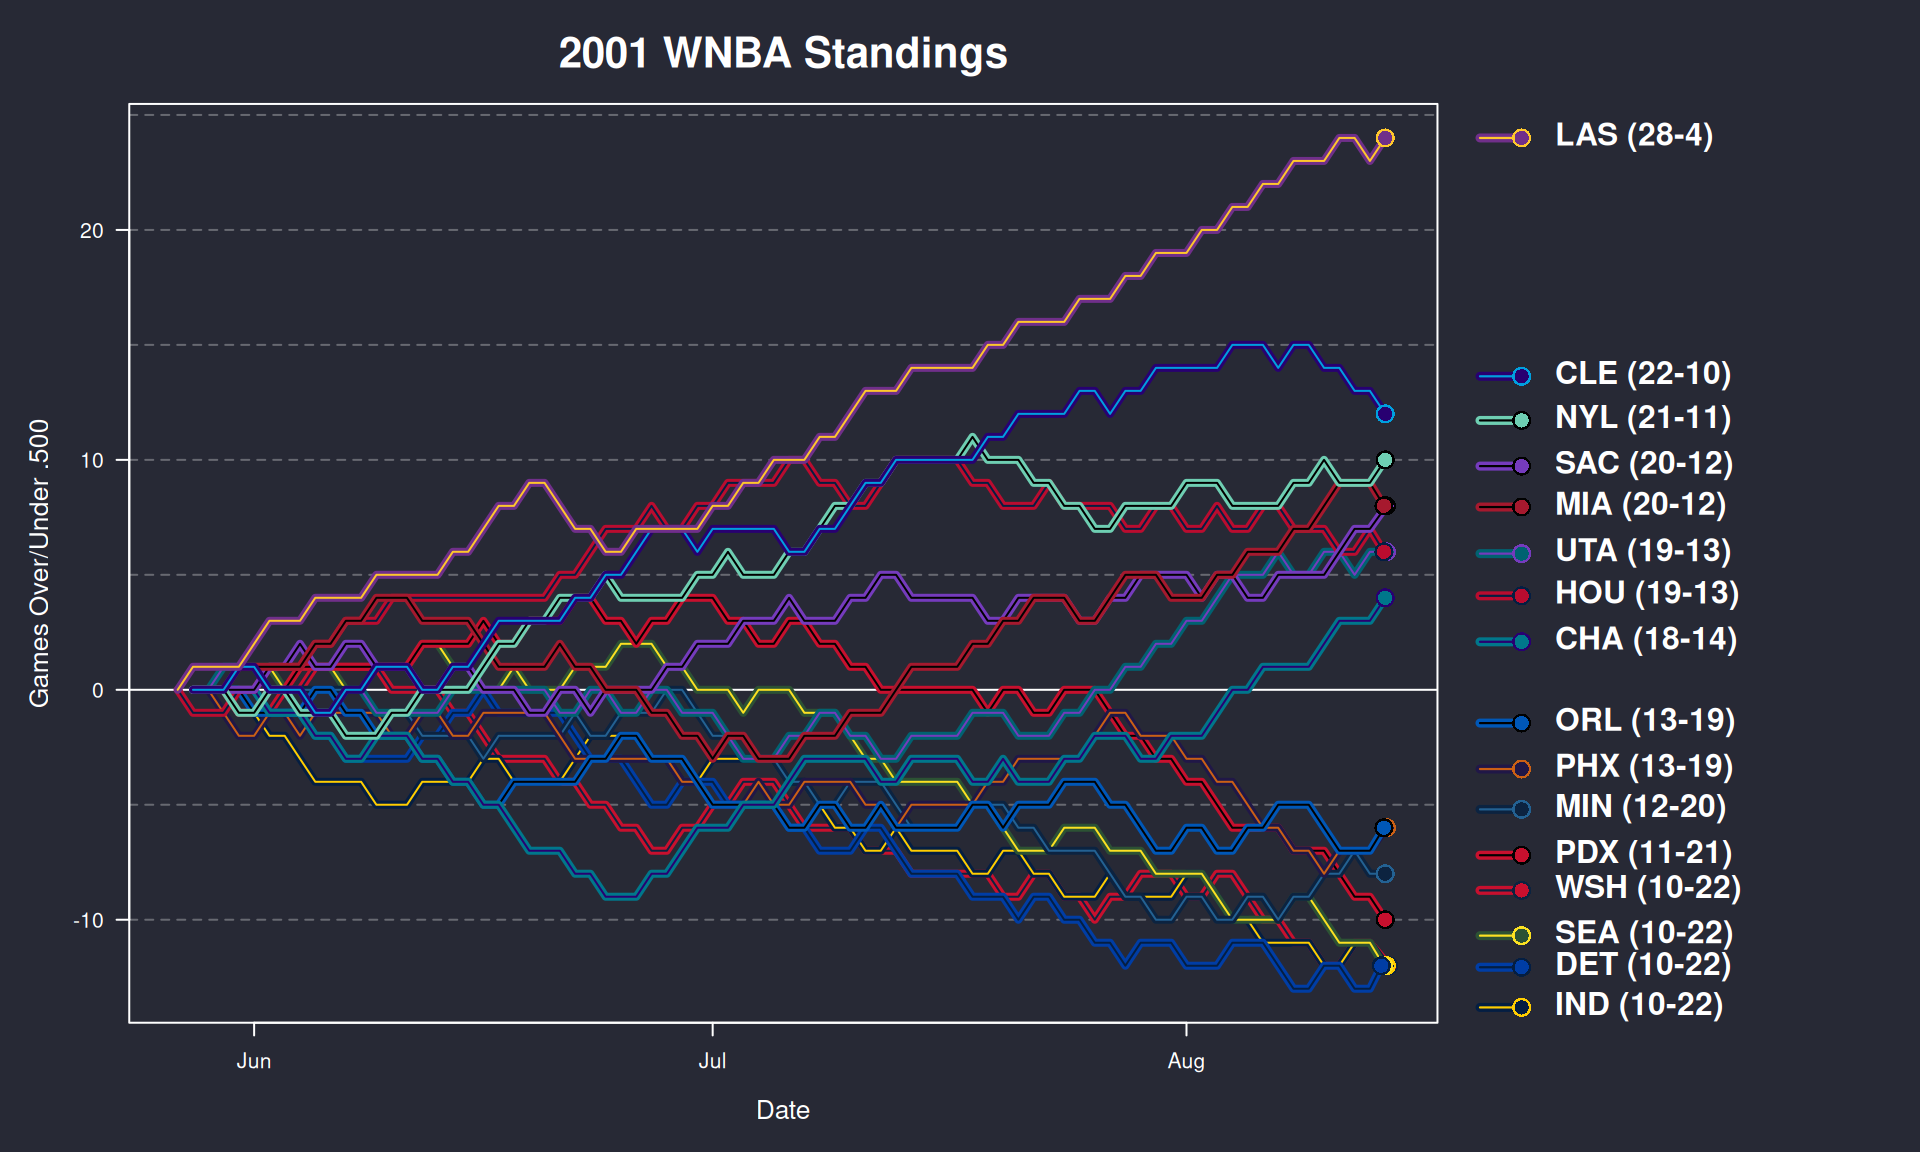 2001 WNBA Standings
Games Over/Under .500
20
10
0
-10
Jun
Jul
Aug
Date
LAS (28-4)
CLE (22-10)
NYL (21-11)
SAC (20-12)
MIA (20-12)
UTA (19-13)
HOU (19-13)
CHA (18-14)
ORL (13-19)
PHX (13-19)
MIN (12-20)
PDX (11-21)
WSH (10-22)
SEA (10-22)
DET (10-22)
IND (10-22)